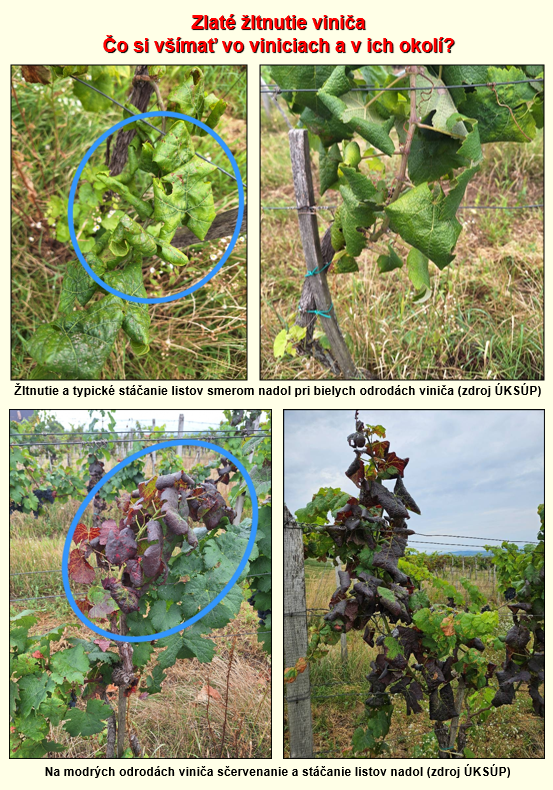 Zlaté žltnutie viniča
Čo si všímať vo viniciach a v ich okolí?
Žltnutie a typické stáčanie listov smerom nadol pri bielych odrodách viniča (zdroj ÚKSÚP)
Na modrých odrodách viniča sčervenanie a stáčanie listov nadol (zdroj ÚKSÚP)